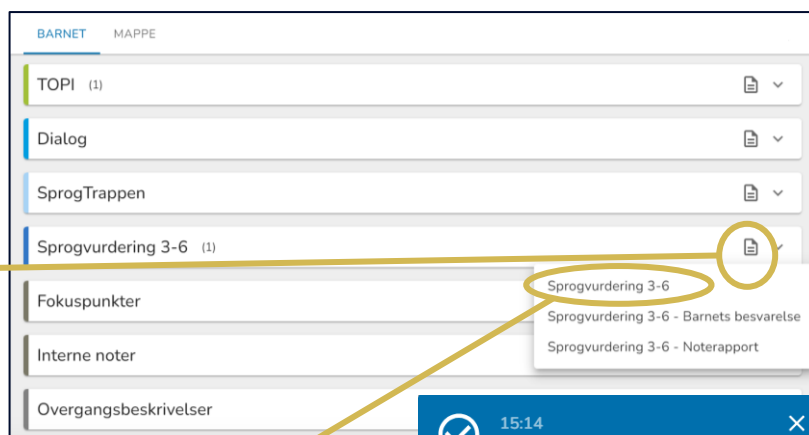 BARNET MAPPE
TOPI (1)
Dialog
SprogTrappen
Sprogvurdering 3-6 (1)
Sprogvurdering 3-6
Sprogvurdering 3-6 - Barnets besvarelse
Sprogvurdering 3-6 - Noterapport
Fokuspunkter
Interne noter
Overgangsbeskrivelser
15:14